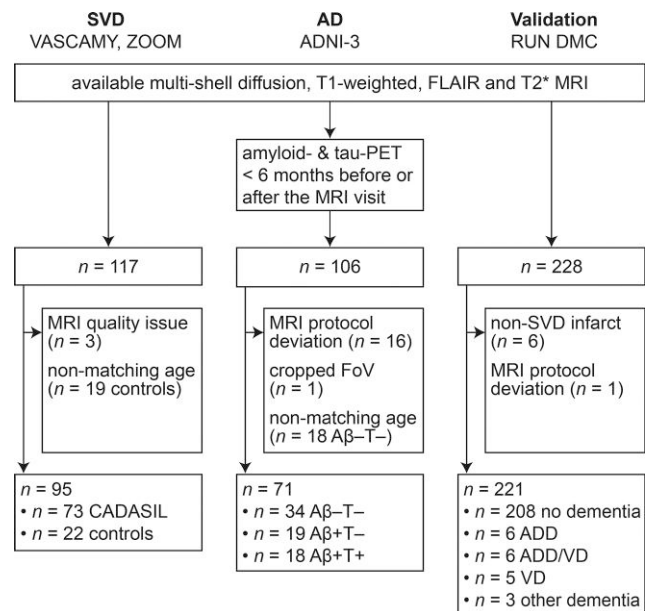 SVD
VASCAMY, ZOOM
AD
ADNI-3
Validation
RUN DMC
available multi-shell diffusion, T1-weighted, FLAIR and T2* MRI
amyloid- & tau-PET
< 6 months before or
after the MRI visit
n = 117
n = 106
n = 228
MRI quality issue
(n = 3)
non-matching age
(n = 19 controls)
MRI protocol
deviation (n = 16)
cropped FoV
(n = 1)
non-matching age
(n = 18 Aβ–T–)
non-SVD infarct
(n = 6)
MRI protocol
deviation (n = 1)
n = 95
• n = 73 CADASIL
• n = 22 controls
n = 71
• n = 34 Aβ–T–
• n = 19 Aβ+T–
• n = 18 Aβ+T+
n = 221
• n = 208 no dementia
• n = 6 ADD
• n = 6 ADD/VD
• n = 5 VD
• n = 3 other dementia